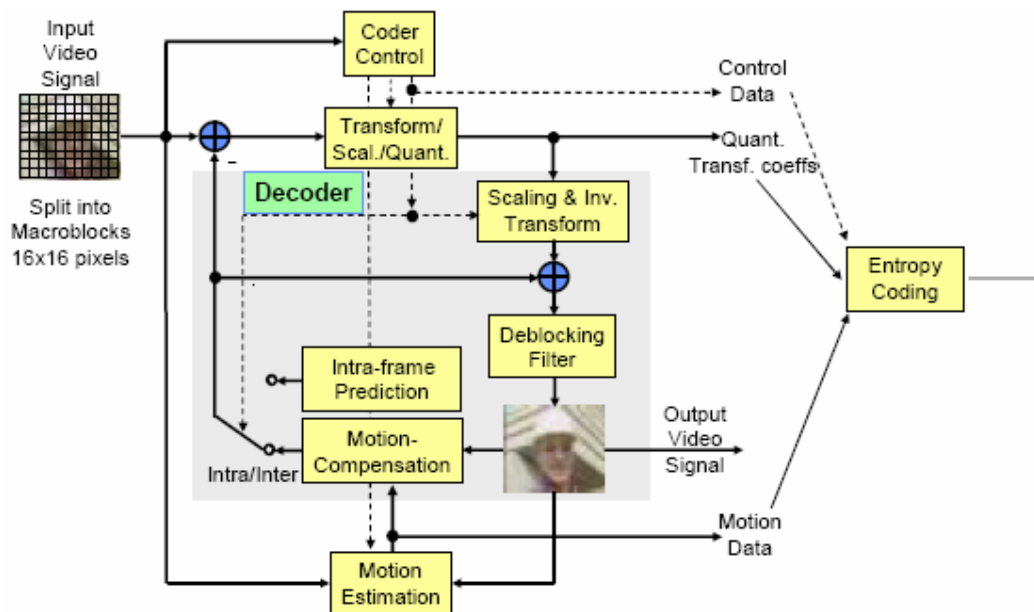 Input
Video
Signal
Coder
Control
Control
Data
Transform/
Scal./Quant.
-
Quant.
Transf. coeffs
Decoder
Scaling & Inv.
Transform
Split into
Macroblocks
16x16 pixels
Entropy
Coding
Deblocking
Filter
Intra-frame
Prediction
Output
Video
Signal
Motion-
Compensation
Intra/Inter
Motion
Data
Motion
Estimation